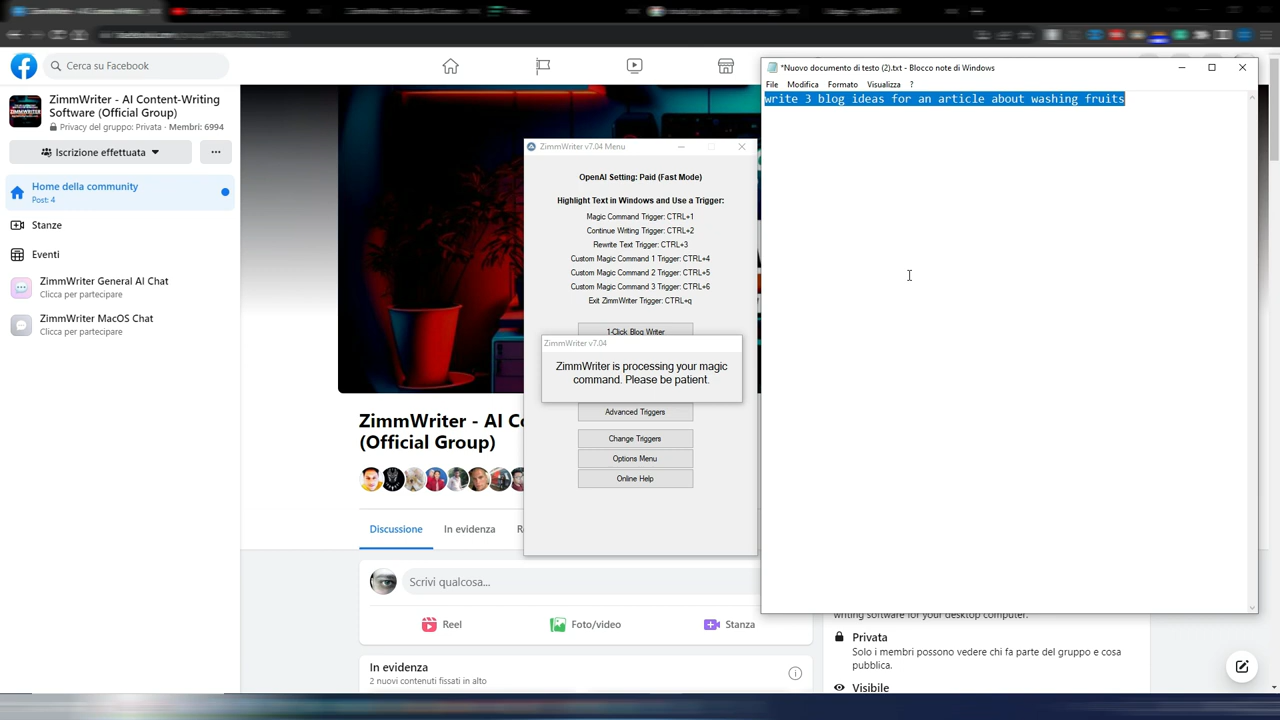 Cerca su Facebook
ZimmWriter - AI Content-Writing
Software (Official Group)
Privacy del gruppo: Privata · Membri: 6994
Iscrizione effettuata
Home della community
Post: 4
Stanze
Eventi
ZimmWriter General AI Chat
Clicca per partecipare
ZimmWriter MacOS Chat
Clicca per partecipare
ZimmWriter - AI C
(Official Group)
Discussione
In evidenza
Scrivi qualcosa...
Reel
Foto/video
Stanza
In evidenza
2 nuovi contenuti fissati in alto
ZimmWriter v7.04 Menu
OpenAI Setting: Paid (Fast Mode)
Highlight Text in Windows and Use a Trigger:
Magic Command Trigger: CTRL+1
Continue Writing Trigger: CTRL+2
Rewrite Text Trigger: CTRL+3
Custom Magic Command 1 Trigger: CTRL+4
Custom Magic Command 2 Trigger: CTRL+5
Custom Magic Command 3 Trigger: CTRL+6
Exit ZimmWriter Trigger: CTRL+q
1-Click Blog Writer
ZimmWriter v7.04
ZimmWriter is processing your magic
command. Please be patient.
Advanced Triggers
Change Triggers
Options Menu
Online Help
*Nuovo documento di testo (2).txt - Blocco note di Windows
File Modifica Formato Visualizza ?
write 3 blog ideas for an article about washing fruits
writing software for your desktop computer.
Privata
Solo i membri possono vedere chi fa parte del gruppo e cosa
pubblica.
Visibile